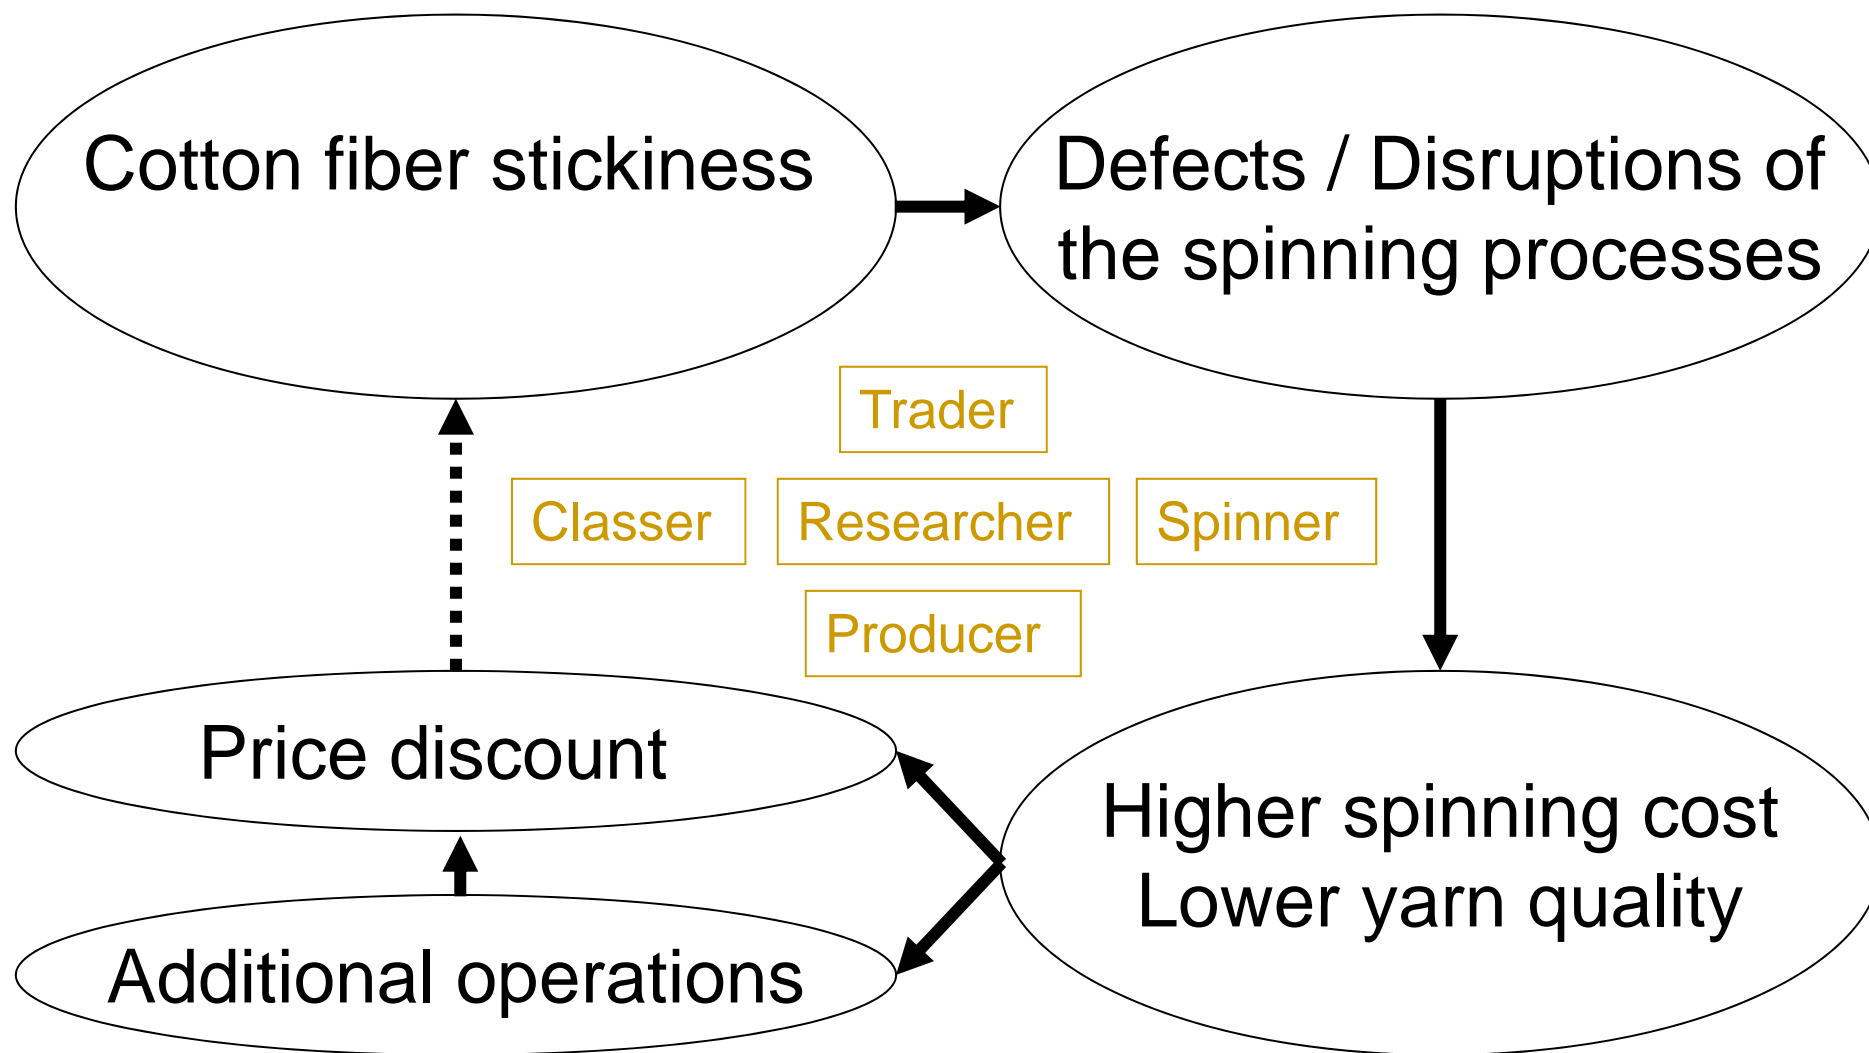 Cotton fiber stickiness
Defects / Disruptions of
the spinning processes
Trader
Classer
Researcher
Spinner
Producer
Price discount
Higher spinning cost
Lower yarn quality
Additional operations